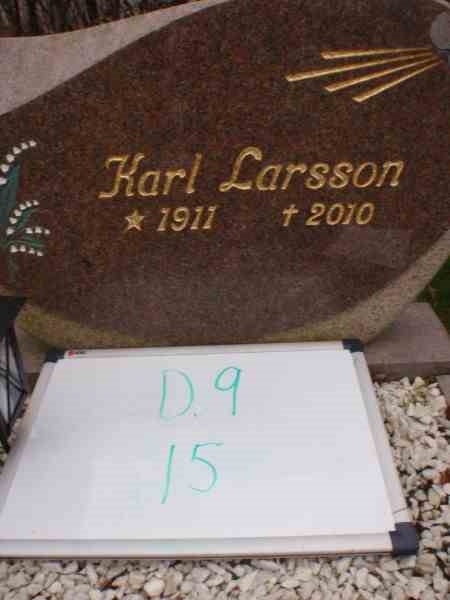 Karl Larsson
★ 1911 † 2010
D.9
15